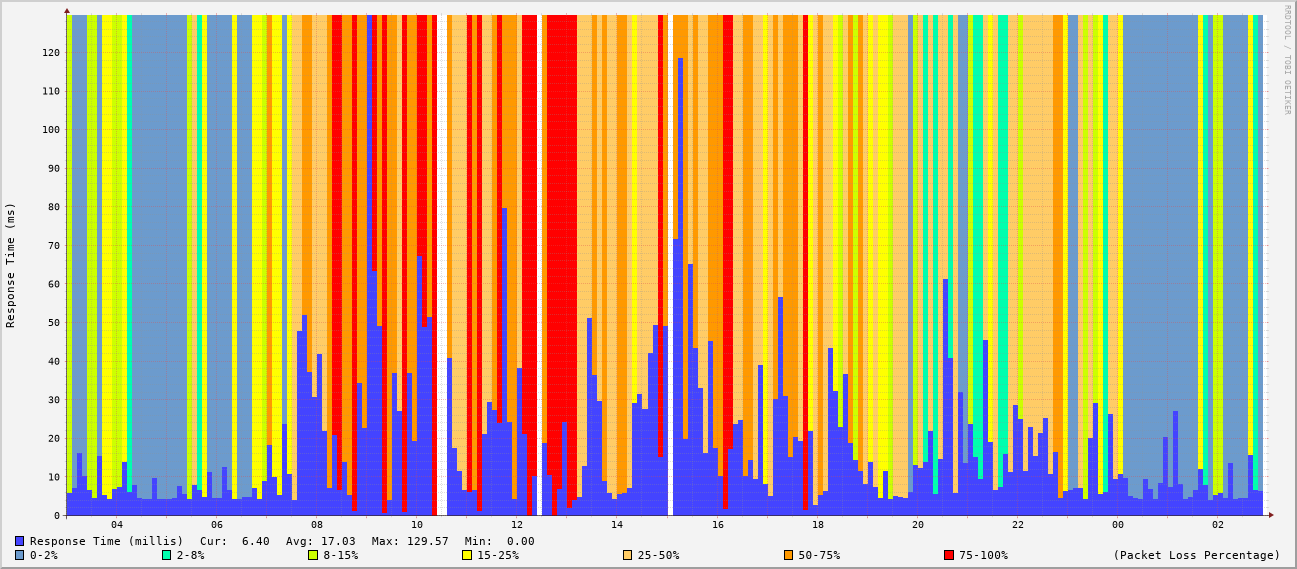 RRDTOOL / TOBI OETIKER
Response Time (ms)
120
110
100
90
80
70
60
50
40
30
20
10
0
04 06 08 10 12 14 16 18 20 22 00 02
Response Time (millis) Cur: 6.40 Avg: 17.03 Max: 129.57 Min: 0.00
0-2% 2-8% 8-15% 15-25% 25-50% 50-75% 75-100% (Packet Loss Percentage)